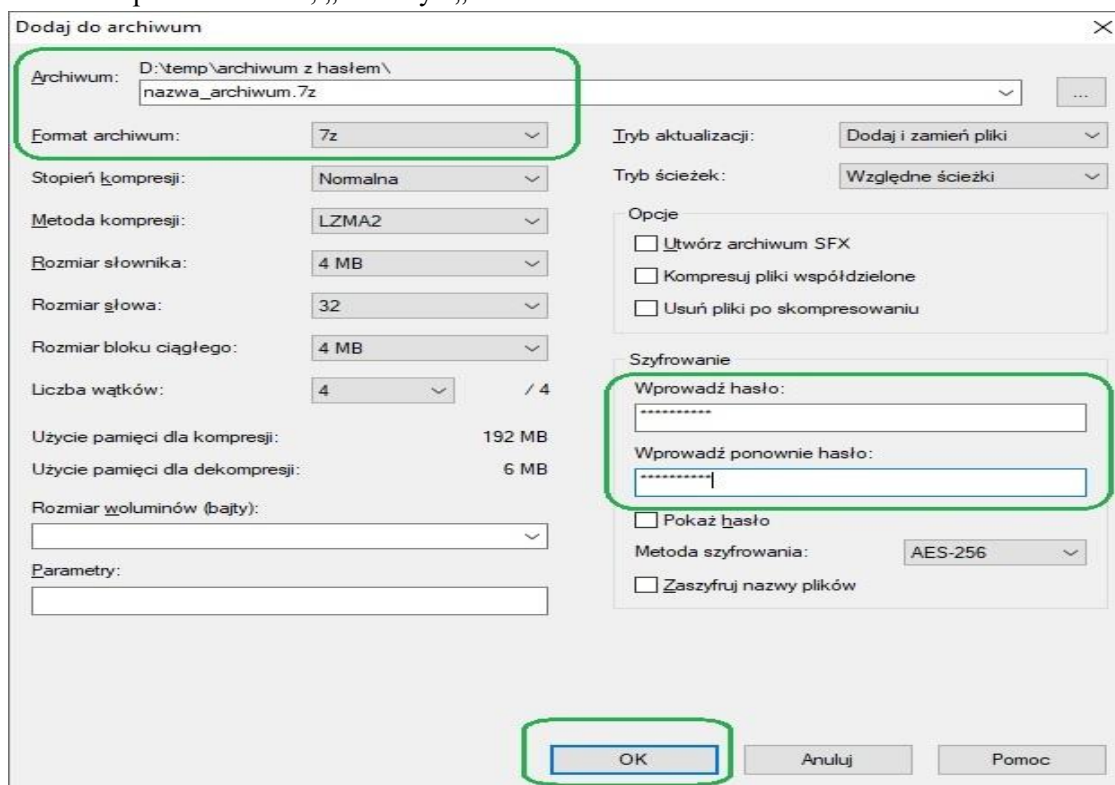 Dodaj do archiwum
Archiwum:
D:\temp\archiwum z hasłem\
nazwa_archiwum.7z
...
Format archiwum:
7z
Stopień kompresji:
Normalna
Metoda kompresji:
LZMA2
Rozmiar słownika:
4 MB
Rozmiar słowa:
32
Rozmiar bloku ciągłego:
4 MB
Liczba wątków:
4
/ 4
Użycie pamięci dla kompresji:
192 MB
Użycie pamięci dla dekompresji:
6 MB
Rozmiar woluminów (bajty):
Parametry:
Tryb aktualizacji:
Dodaj i zamień pliki
Tryb ścieżek:
Względne ścieżki
Opcje
Utwórz archiwum SFX
Kompresuj pliki współdzielone
Usuń pliki po skompresowaniu
Szyfrowanie
Wprowadź hasło:
**********
Wprowadź ponownie hasło:
**********
Pokaż hasło
Metoda szyfrowania:
AES-256
Zaszyfruj nazwy plików
OK
Anuluj
Pomoc